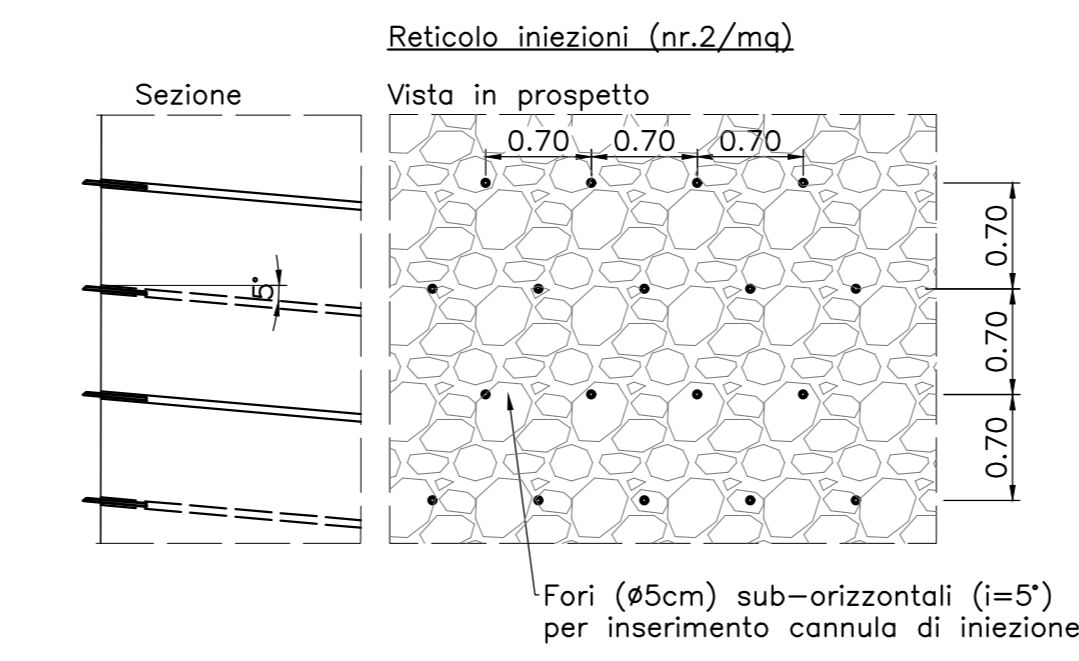 Reticolo iniezioni (nr.2/mq)
Sezione
Vista in prospetto
0.70 0.70 0.70
0.70
5°
0.70
0.70
Fori (ø5cm) sub-orizzontali (i=5°)
per inserimento cannula di iniezione